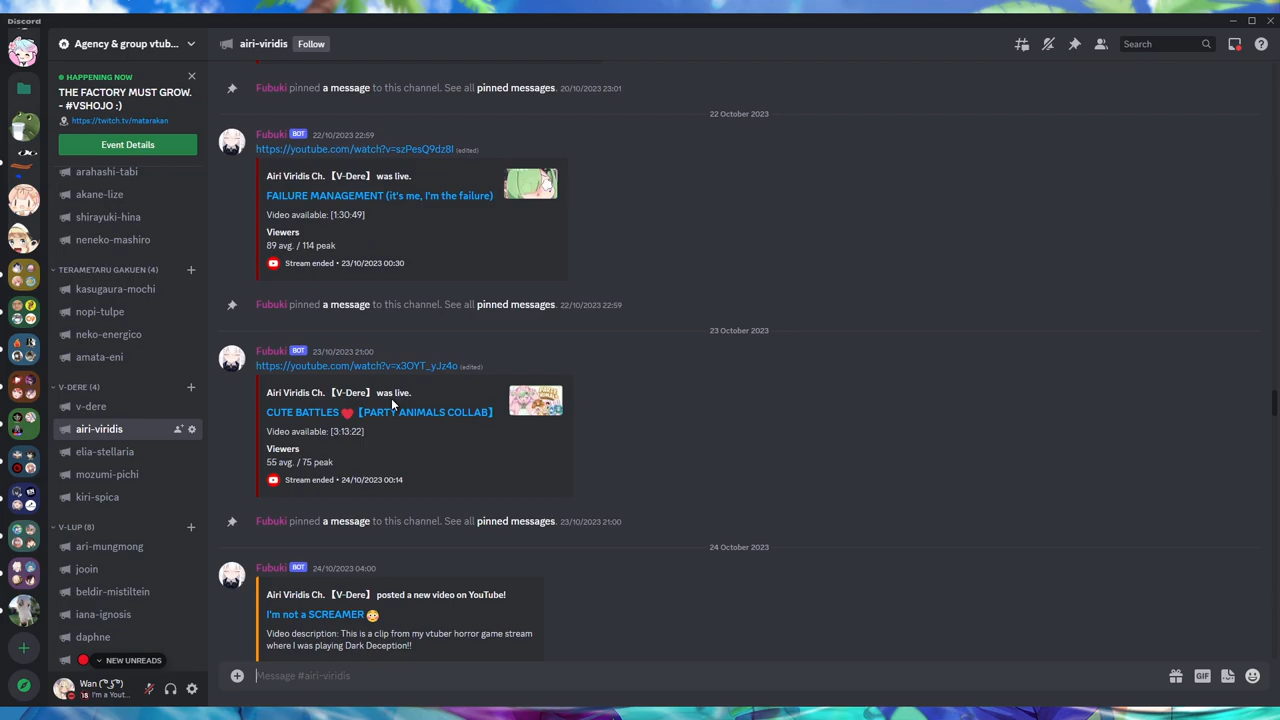 Discord
Agency & group vtub...
HAPPENING NOW
THE FACTORY MUST GROW.
- #VSHOJO :)
https://twitch.tv/matarakan
Event Details
arahashi-tabi
akane-lize
shirayuki-hina
neneko-mashiro
TERAMETARU GAKUEN (4)
kasugaura-mochi
nopi-tulpe
neko-energico
amata-eni
V-DERE (4)
v-dere
airi-viridis
elia-stellaria
mozumi-pichi
kiri-spica
V-LUP (8)
ari-mungmong
jooin
beldir-mistiltein
iana-ignosis
daphne
NEW UNREADS
Wan ( ͡° ͜ʖ ͡°)
I'm a Yout...
airi-viridis
Follow
Search
Fubuki pinned a message to this channel. See all pinned messages. 20/10/2023 23:01
22 October 2023
Fubuki BOT 22/10/2023 22:59
https://youtube.com/watch?v=szPesQ9dz8I (edited)
Airi Viridis Ch.【V-Dere】 was live.
FAILURE MANAGEMENT (it's me, I'm the failure)
Video available: [1:30:49]
Viewers
89 avg. / 114 peak
Stream ended • 23/10/2023 00:30
Fubuki pinned a message to this channel. See all pinned messages. 22/10/2023 22:59
23 October 2023
Fubuki BOT 23/10/2023 21:00
https://youtube.com/watch?v=x3OYT_yJz4o (edited)
Airi Viridis Ch.【V-Dere】 was live.
CUTE BATTLES ❤️【PARTY ANIMALS COLLAB】
Video available: [3:13:22]
Viewers
55 avg. / 75 peak
Stream ended • 24/10/2023 00:14
Fubuki pinned a message to this channel. See all pinned messages. 23/10/2023 21:00
24 October 2023
Fubuki BOT 24/10/2023 04:00
Airi Viridis Ch.【V-Dere】 posted a new video on YouTube!
I'm not a SCREAMER 😳
Video description: This is a clip from my vtuber horror game stream
where I was playing Dark Deception!!
Message #airi-viridis
GIF